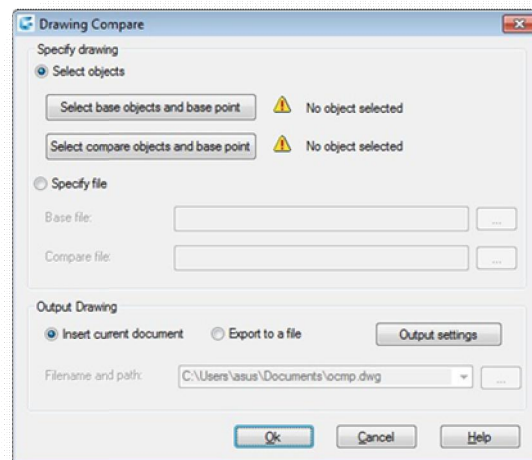 Drawing Compare
Specify drawing
Select objects
Select base objects and base point
No object selected
Select compare objects and base point
No object selected
Specify file
Base file:
...
Compare file:
...
Output Drawing
Insert current document
Export to a file
Output settings
Filename and path:
C:\Users\asus\Documents\ocmp.dwg
...
Ok
Cancel
Help